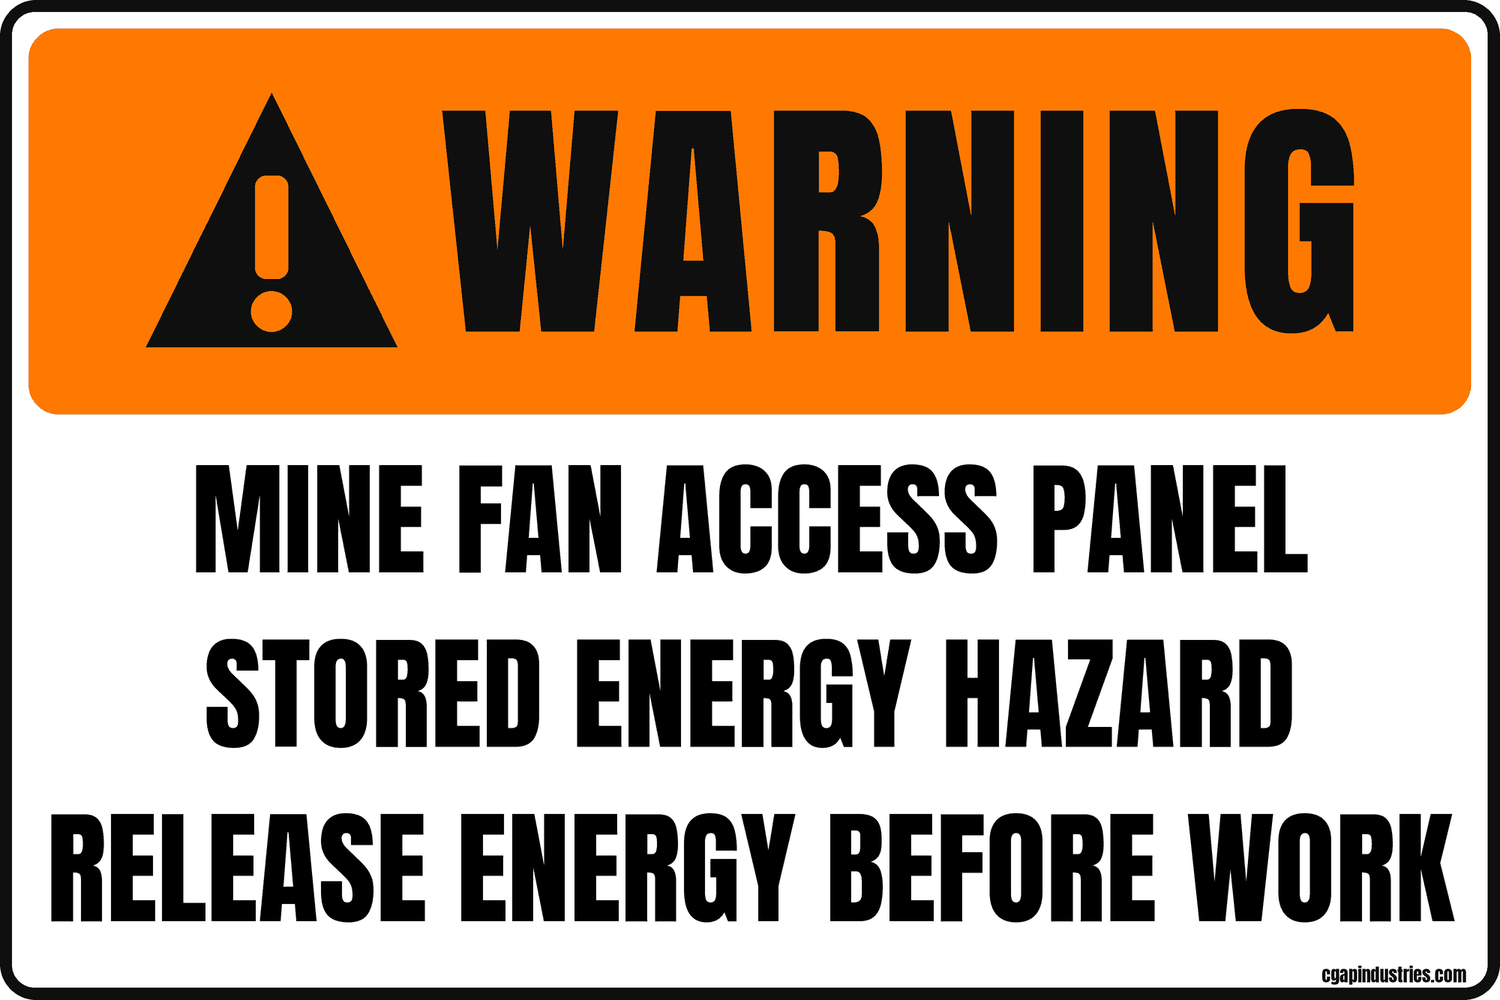 WARNING
MINE FAN ACCESS PANEL
STORED ENERGY HAZARD
RELEASE ENERGY BEFORE WORK
cgapindustries.com